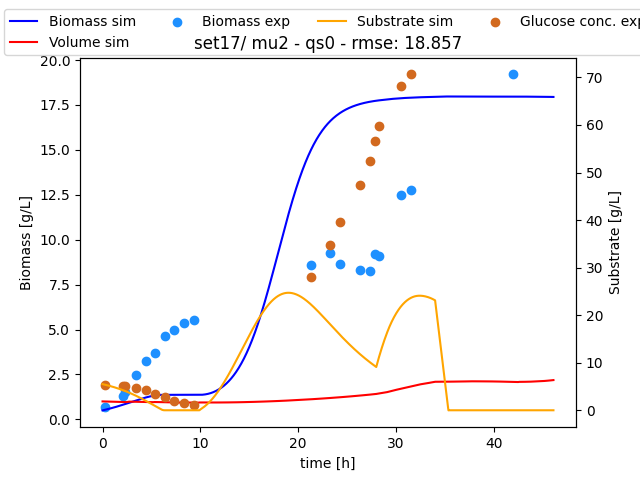 Biomass sim Biomass exp Substrate sim Glucose conc. exp
Volume sim
set17/ mu2 - qs0 - rmse: 18.857
20.0
17.5
15.0
12.5
10.0
7.5
5.0
2.5
0.0
Biomass [g/L]
70
60
50
40
30
20
10
0
Substrate [g/L]
0 10 20 30 40
time [h]